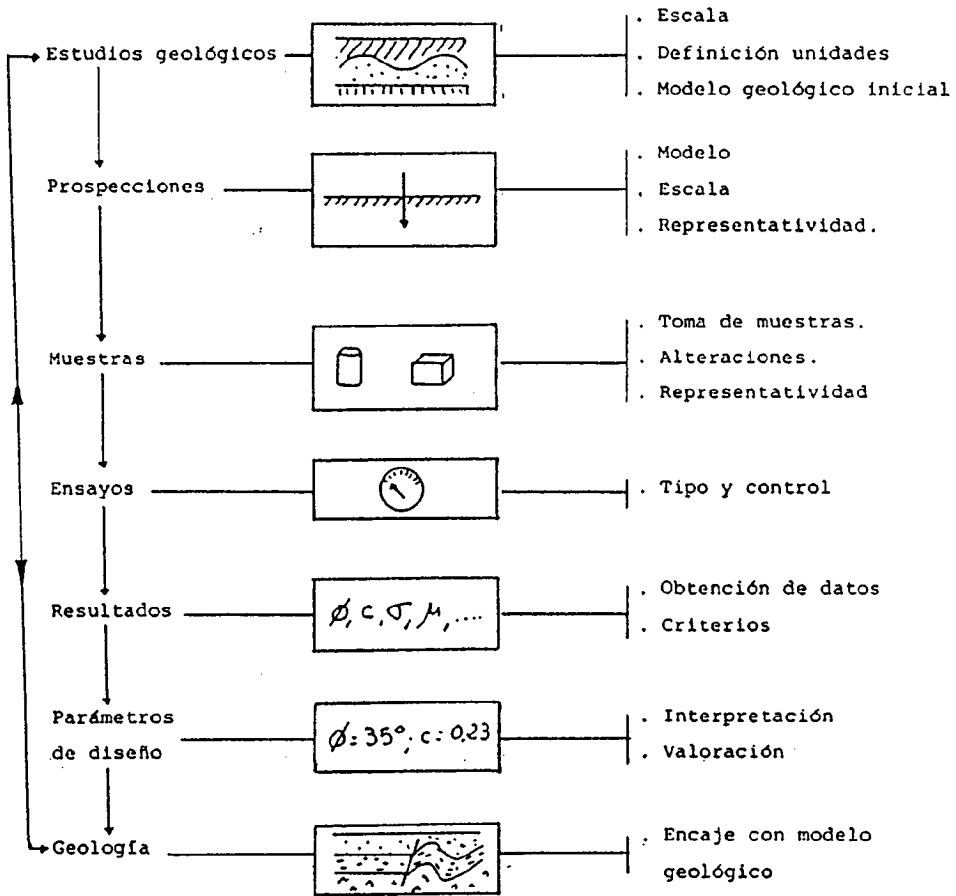 Estudios geológicos
. Escala
. Definición unidades
. Modelo geológico inicial
Prospecciones
. Modelo
. Escala
. Representatividad.
Muestras
. Toma de muestras.
. Alteraciones.
. Representatividad
Ensayos
. Tipo y control
Resultados
Ø, c, σ, μ, ....
. Obtención de datos
. Criterios
Parámetros
de diseño
Ø = 35°; c = 0,23
. Interpretación
. Valoración
Geología
. Encaje con modelo
geológico